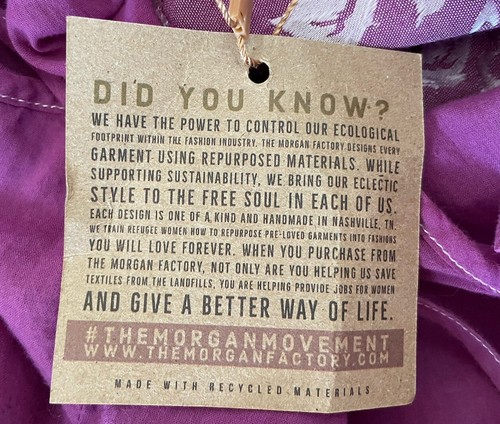 DID YOU KNOW?
WE HAVE THE POWER TO CONTROL OUR ECOLOGICAL
FOOTPRINT WITHIN THE FASHION INDUSTRY. THE MORGAN FACTORY DESIGNS EVERY
GARMENT USING REPURPOSED MATERIALS. WHILE
SUPPORTING SUSTAINABILITY, WE BRING OUR ECLECTIC
STYLE TO THE FREE SOUL IN EACH OF US.
EACH DESIGN IS ONE OF A KIND AND HANDMADE IN NASHVILLE, TN.
WE TRAIN REFUGEE WOMEN HOW TO REPURPOSE PRE-LOVED GARMENTS INTO FASHIONS
YOU WILL LOVE FOREVER. WHEN YOU PURCHASE FROM
THE MORGAN FACTORY, NOT ONLY ARE YOU HELPING US SAVE
TEXTILES FROM THE LANDFILLS, YOU ARE HELPING PROVIDE JOBS FOR WOMEN
AND GIVE A BETTER WAY OF LIFE.
#THEMORGANMOVEMENT
WWW.THEMORGANFACTORY.COM
MADE WITH RECYCLED MATERIALS